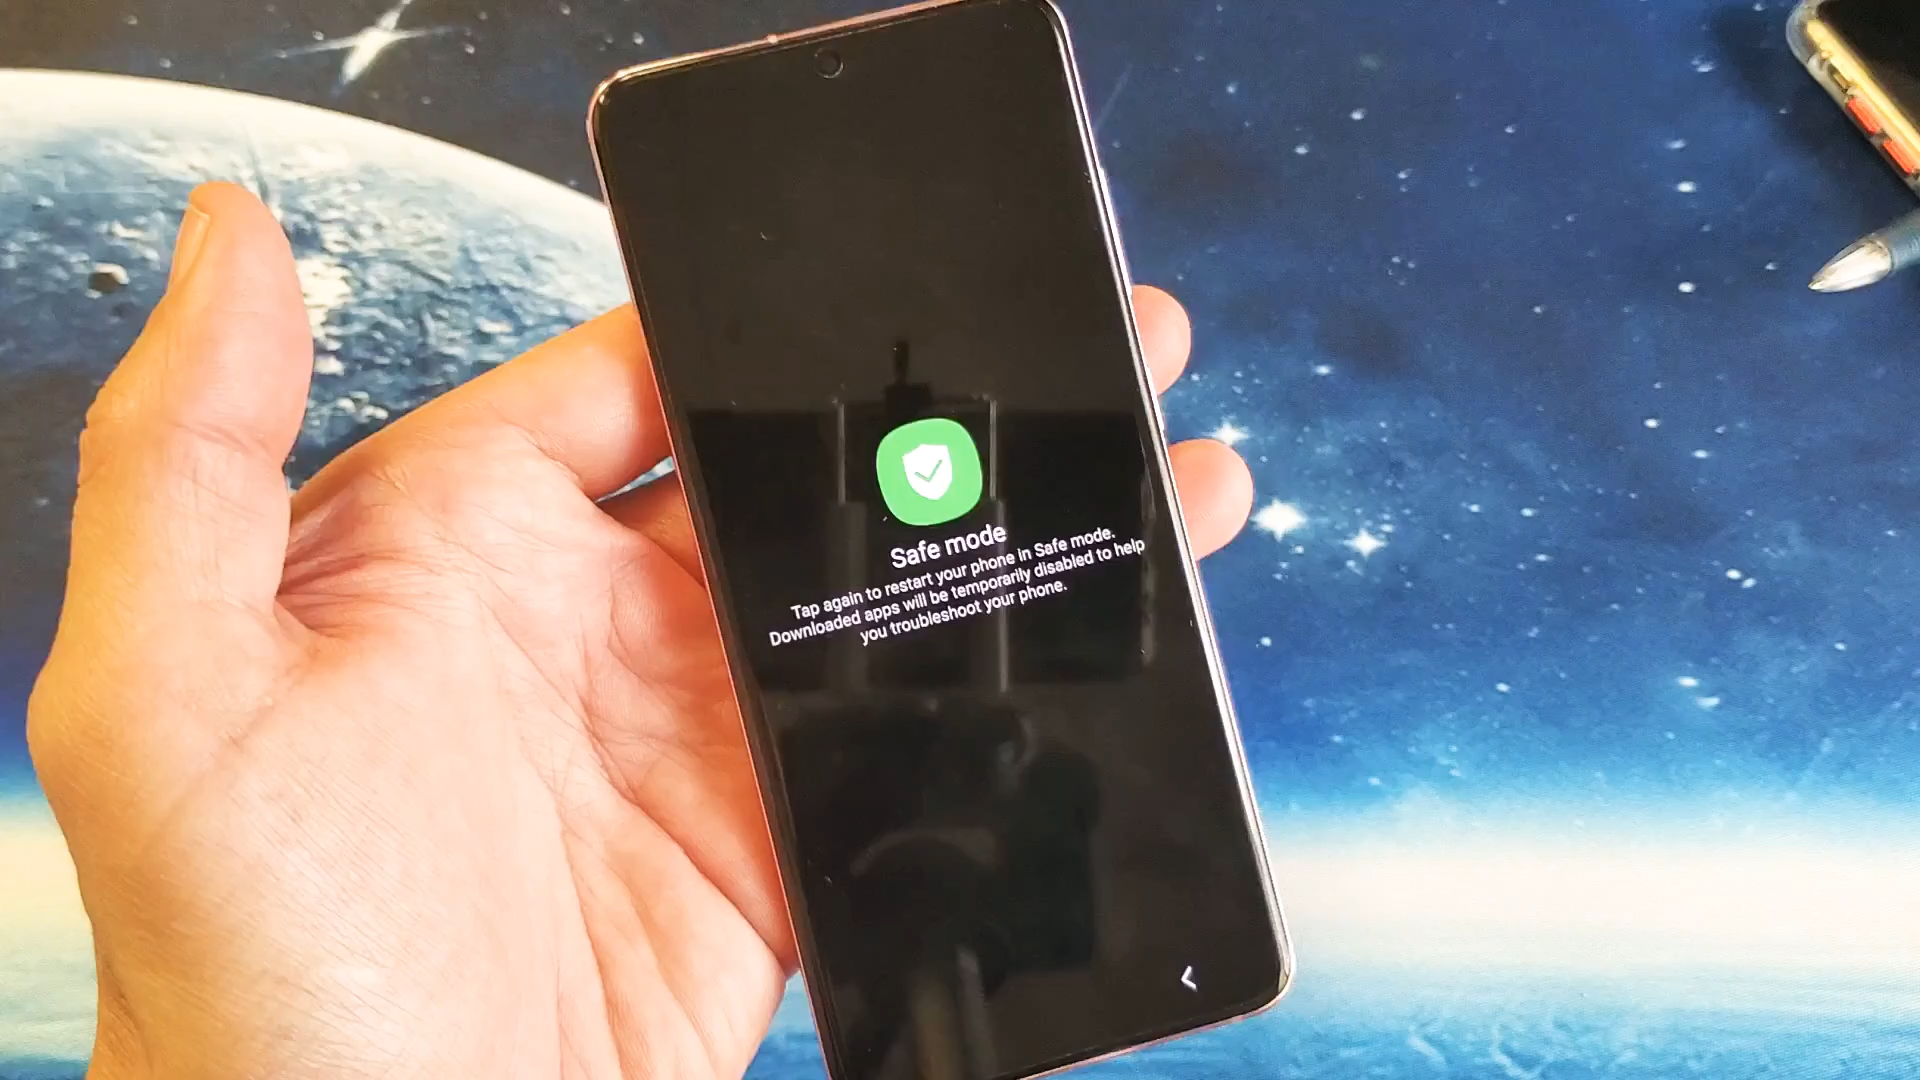 Safe mode
Tap again to restart your phone in Safe mode.
Downloaded apps will be temporarily disabled to help
you troubleshoot your phone.